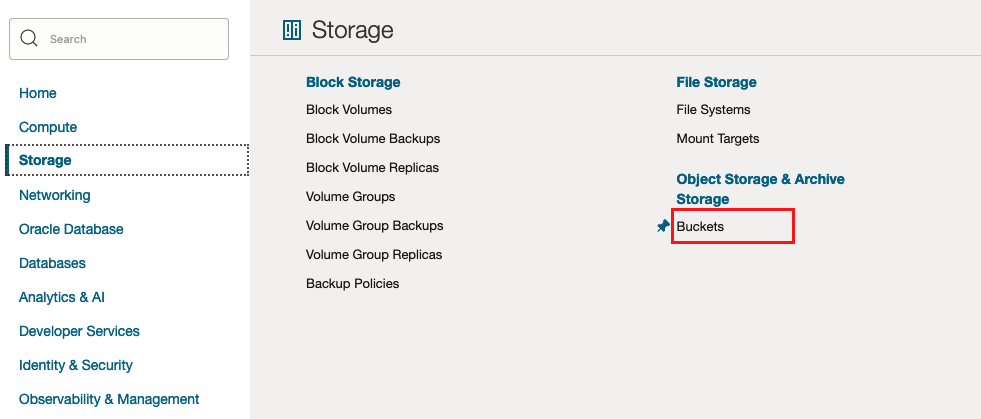 Search
Home
Compute
Storage
Networking
Oracle Database
Databases
Analytics & AI
Developer Services
Identity & Security
Observability & Management
Storage
Block Storage
Block Volumes
Block Volume Backups
Block Volume Replicas
Volume Groups
Volume Group Backups
Volume Group Replicas
Backup Policies
File Storage
File Systems
Mount Targets
Object Storage & Archive
Storage
Buckets